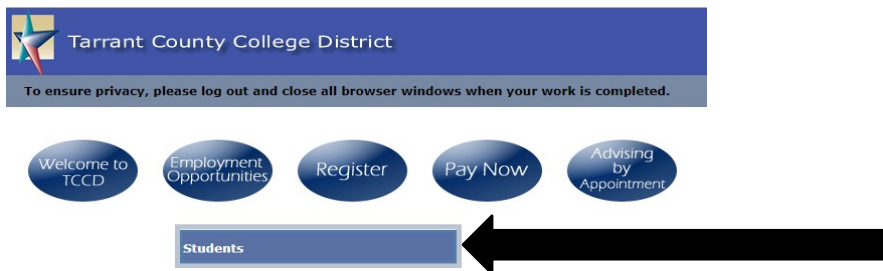 Tarrant County College District
To ensure privacy, please log out and close all browser windows when your work is completed.
Welcome to
TCCD
Employment
Opportunities
Register
Pay Now
Advising
by
Appointment
Students